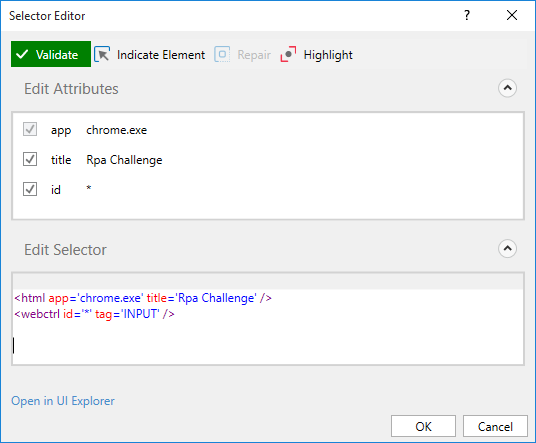 Selector Editor
?
Validate Indicate Element Repair Highlight
Edit Attributes
app chrome.exe
title Rpa Challenge
id *
Edit Selector
<html app='chrome.exe' title='Rpa Challenge' />
<webctrl id='*' tag='INPUT' />
Open in UI Explorer
OK Cancel